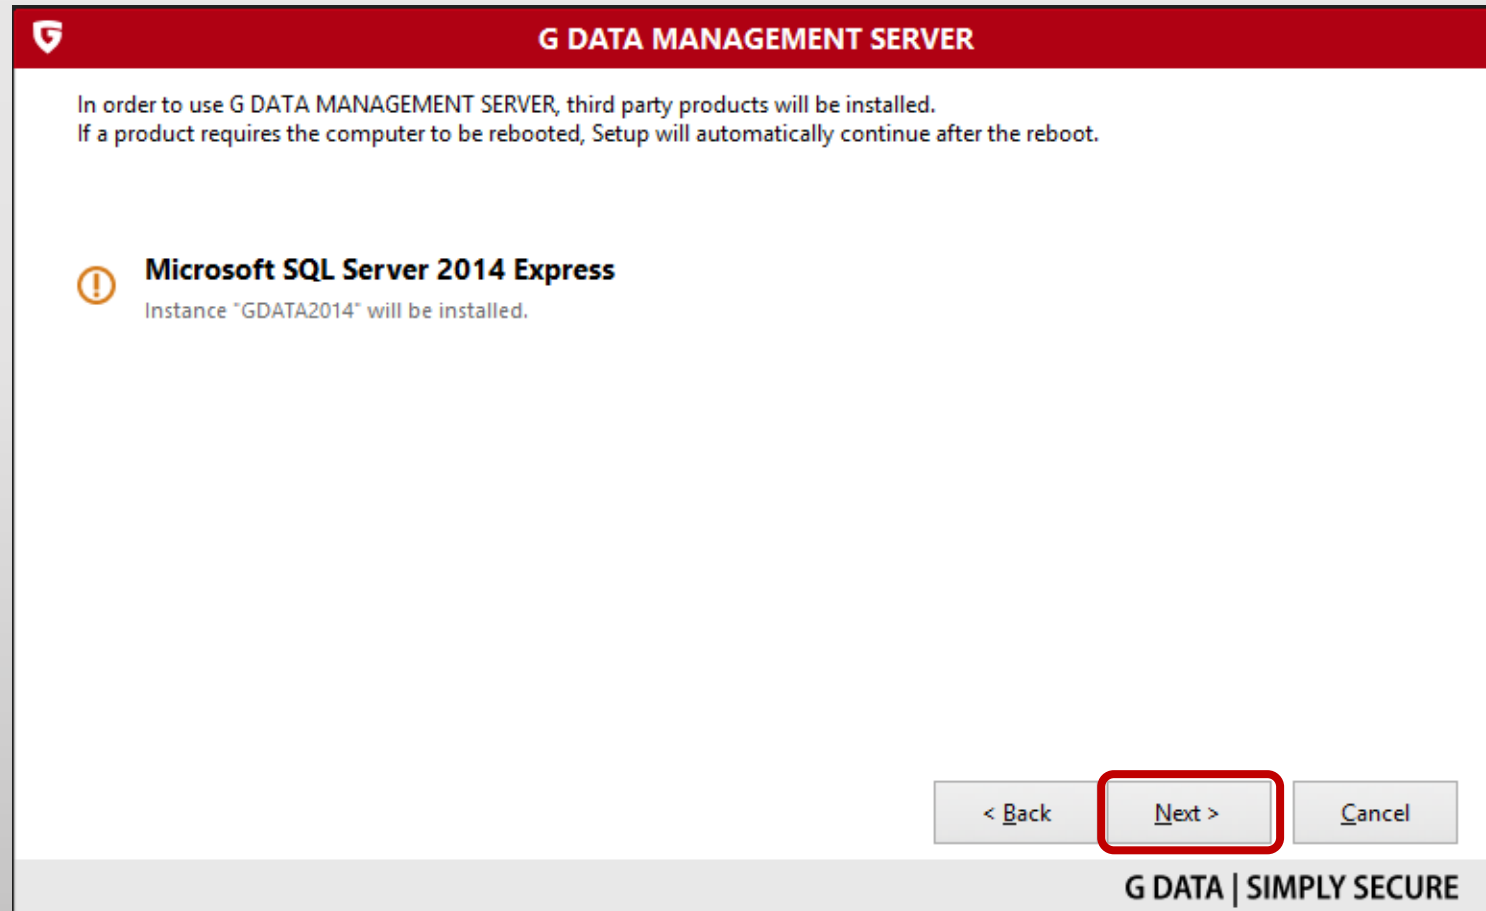 G DATA MANAGEMENT SERVER
In order to use G DATA MANAGEMENT SERVER, third party products will be installed.
If a product requires the computer to be rebooted, Setup will automatically continue after the reboot.
Microsoft SQL Server 2014 Express
Instance "GDATA2014" will be installed.
< Back Next > Cancel
G DATA | SIMPLY SECURE